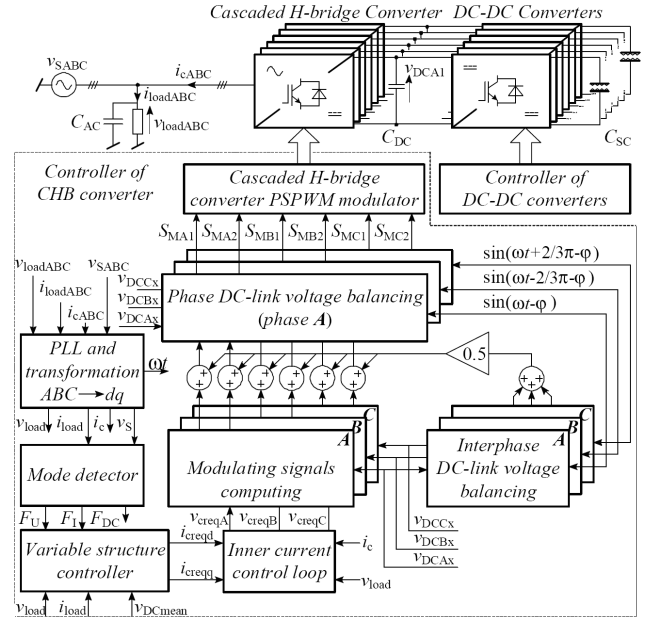 Cascaded H-bridge Converter DC-DC Converters
vSABC
icABC
iloadABC
CAC
vloadABC
vDCA1
CDC
CSC
Controller of
CHB converter
Cascaded H-bridge
converter PSPWM modulator
Controller of
DC-DC converters
SMA1 SMA2 SMB1 SMB2 SMC1 SMC2
sin(ωt+2/3π-φ)
sin(ωt-2/3π-φ)
sin(ωt-φ)
vloadABC vSABC
iloadABC
icABC
vDCCx
vDCBx
vDCAx
Phase DC-link voltage balancing
(phase A)
PLL and
transformation
ABC→dq
ωt
0.5
+ + + + + + + + + + + + + + +
vload iload ic vS
A B C
Modulating signals
computing
A B C
Interphase
DC-link voltage
balancing
Mode detector
FU FI FDC
vcreqA vcreqB vcreqC
vDCCx
vDCBx
vDCAx
Variable structure
controller
icreqd
icreqq
Inner current
control loop
ic
vload
vload iload vDCmean